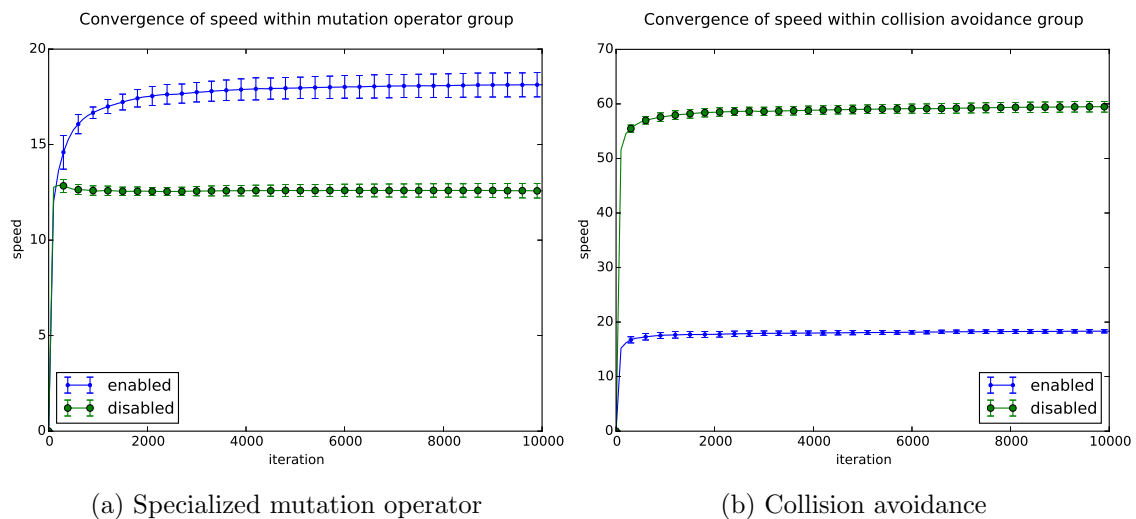 Convergence of speed within mutation operator group
20
15
10
5
0
speed
0
2000
4000
6000
8000
10000
iteration
enabled
disabled
(a) Specialized mutation operator
Convergence of speed within collision avoidance group
70
60
50
40
30
20
10
0
speed
0
2000
4000
6000
8000
10000
iteration
enabled
disabled
(b) Collision avoidance